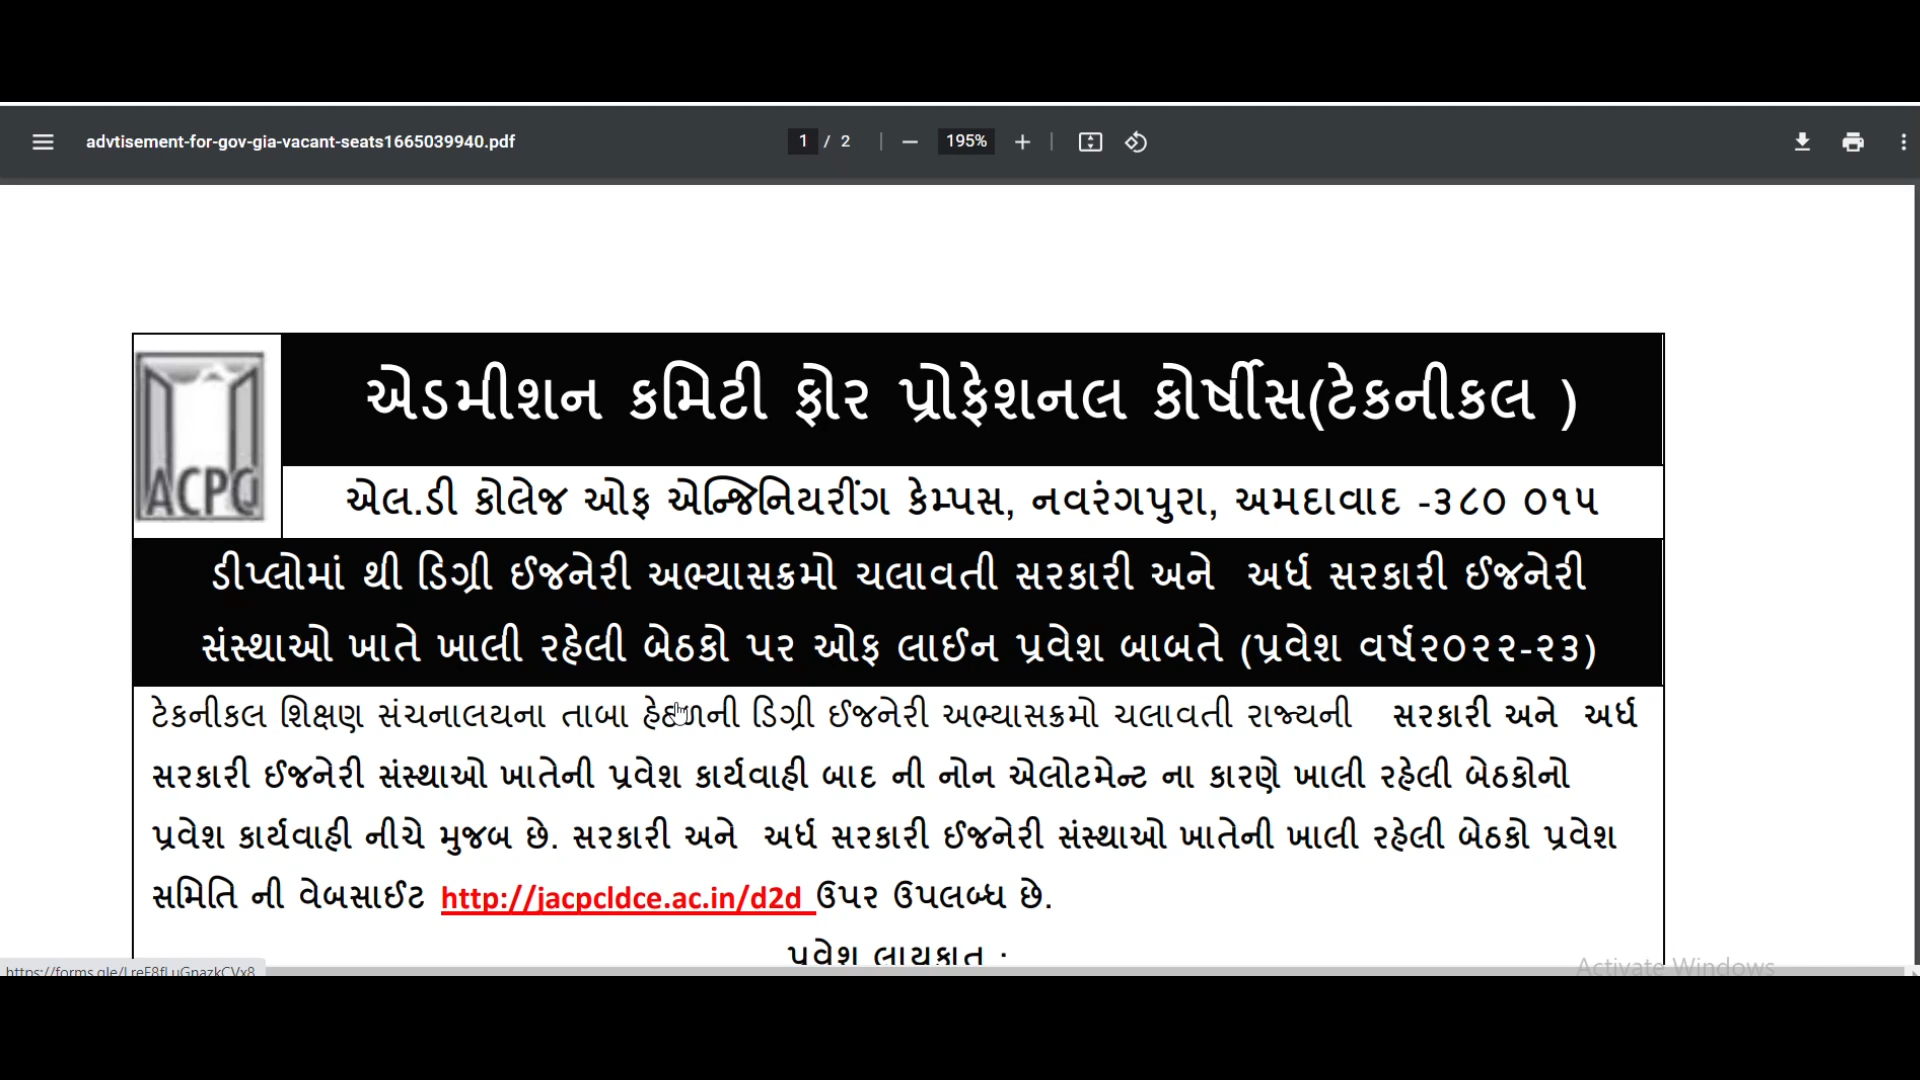 advtisement-for-gov-gia-vacant-seats1665039940.pdf
1 / 2
195%
ACPC
એડમીશન કમિટી ફોર પ્રોફેશનલ કોર્ષીસ(ટેકનીકલ )
એલ.ડી કોલેજ ઓફ એન્જિનિયરીંગ કેમ્પસ, નવરંગપુરા, અમદાવાદ -૩૮૦ ૦૧૫
ડીપ્લોમાં થી ડિગ્રી ઈજનેરી અભ્યાસક્રમો ચલાવતી સરકારી અને અર્ધ સરકારી ઈજનેરી
સંસ્થાઓ ખાતે ખાલી રહેલી બેઠકો પર ઓફ લાઈન પ્રવેશ બાબતે (પ્રવેશ વર્ષ૨૦૨૨-૨૩)
ટેકનીકલ શિક્ષણ સંચનાલયના તાબા હેઠળની ડિગ્રી ઈજનેરી અભ્યાસક્રમો ચલાવતી રાજ્યની સરકારી અને અર્ધ
સરકારી ઈજનેરી સંસ્થાઓ ખાતેની પ્રવેશ કાર્યવાહી બાદ ની નોન એલોટમેન્ટ ના કારણે ખાલી રહેલી બેઠકોનો
પ્રવેશ કાર્યવાહી નીચે મુજબ છે. સરકારી અને અર્ધ સરકારી ઈજનેરી સંસ્થાઓ ખાતેની ખાલી રહેલી બેઠકો પ્રવેશ
સમિતિ ની વેબસાઈટ http://jacpcldce.ac.in/d2d ઉપર ઉપલબ્ધ છે.
પ્રવેશ લાયકાત :
Activate Windows